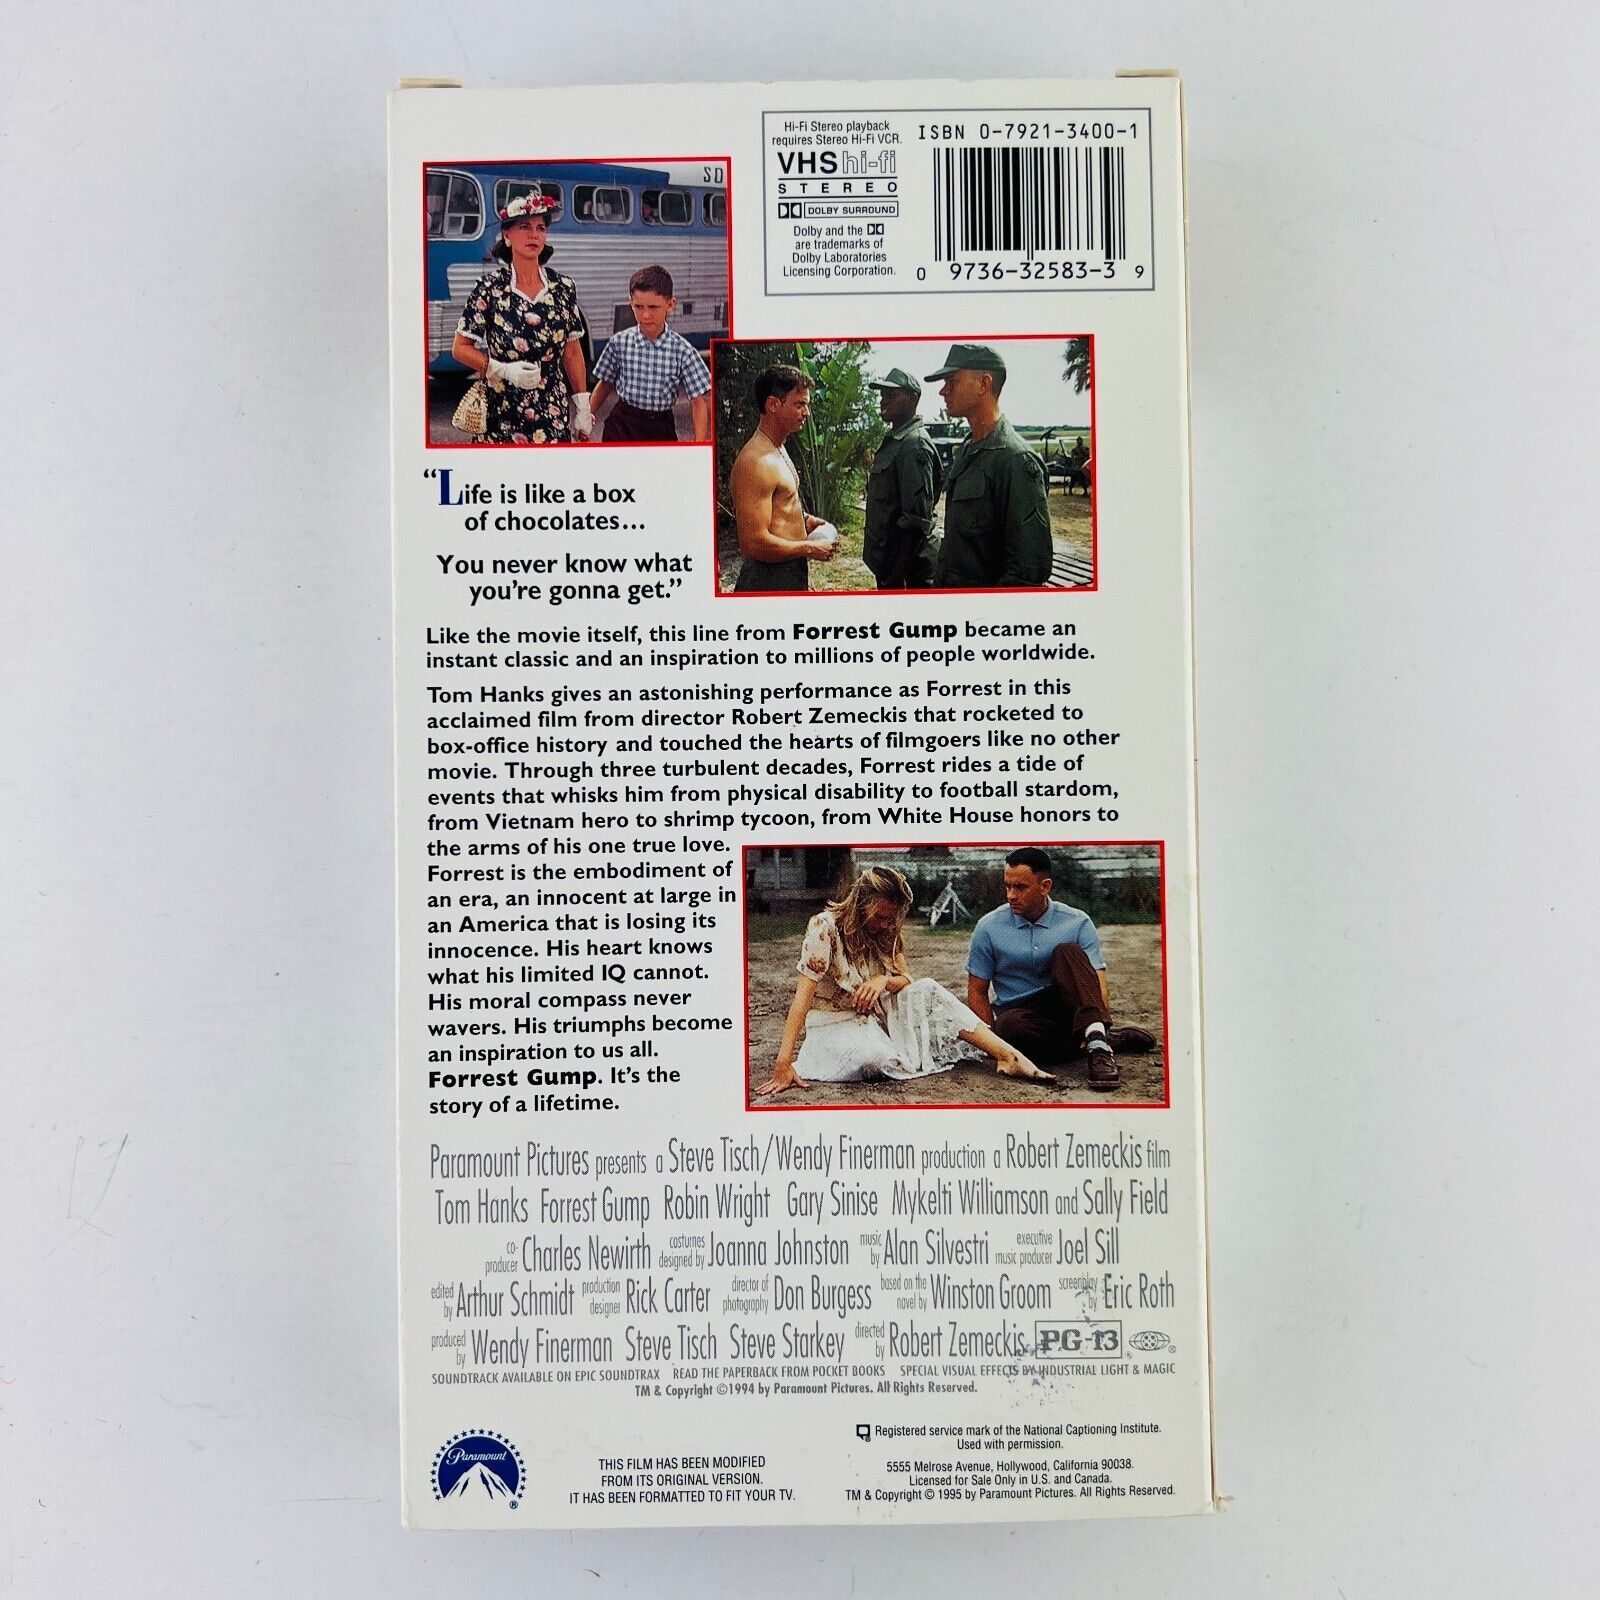 Hi-Fi Stereo playback
requires Stereo Hi-Fi VCR.
VHS hi-fi
STEREO
DOLBY SURROUND
Dolby and the
are trademarks of
Dolby Laboratories
Licensing Corporation.
ISBN 0-7921-3400-1
0 9736-32583-3 9
SD
“Life is like a box
of chocolates...
You never know what
you’re gonna get.”
Like the movie itself, this line from Forrest Gump became an
instant classic and an inspiration to millions of people worldwide.
Tom Hanks gives an astonishing performance as Forrest in this
acclaimed film from director Robert Zemeckis that rocketed to
box-office history and touched the hearts of filmgoers like no other
movie. Through three turbulent decades, Forrest rides a tide of
events that whisks him from physical disability to football stardom,
from Vietnam hero to shrimp tycoon, from White House honors to
the arms of his one true love.
Forrest is the embodiment of
an era, an innocent at large in
an America that is losing its
innocence. His heart knows
what his limited IQ cannot.
His moral compass never
wavers. His triumphs become
an inspiration to us all.
Forrest Gump. It’s the
story of a lifetime.
Paramount Pictures presents a Steve Tisch/Wendy Finerman production a Robert Zemeckis film
Tom Hanks Forrest Gump Robin Wright Gary Sinise Mykelti Williamson and Sally Field
co-producer Charles Newirth costumes designed by Joanna Johnston music by Alan Silvestri executive music producer Joel Sill
edited by Arthur Schmidt production designer Rick Carter director of photography Don Burgess based on the novel by Winston Groom screenplay by Eric Roth
produced by Wendy Finerman Steve Tisch Steve Starkey directed by Robert Zemeckis PG-13 ®
SOUNDTRACK AVAILABLE ON EPIC SOUNDTRAX READ THE PAPERBACK FROM POCKET BOOKS SPECIAL VISUAL EFFECTS BY INDUSTRIAL LIGHT & MAGIC
TM & Copyright ©1994 by Paramount Pictures. All Rights Reserved.
Paramount ®
THIS FILM HAS BEEN MODIFIED
FROM ITS ORIGINAL VERSION.
IT HAS BEEN FORMATTED TO FIT YOUR TV.
Registered service mark of the National Captioning Institute.
Used with permission.
5555 Melrose Avenue, Hollywood, California 90038.
Licensed for Sale Only in U.S. and Canada.
TM & Copyright © 1995 by Paramount Pictures. All Rights Reserved.